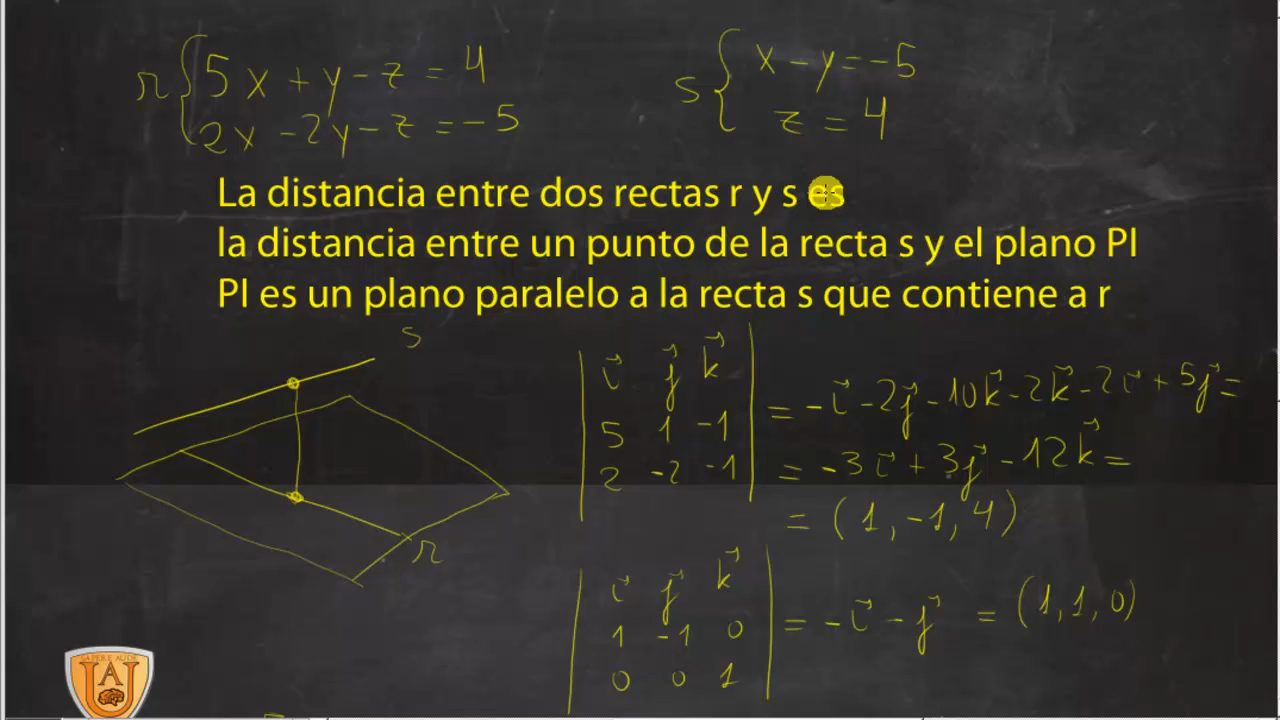 r { 5x + y - z = 4
2x - 2y - z = -5
s { x - y = -5
z = 4
La distancia entre dos rectas r y s es
la distancia entre un punto de la recta s y el plano PI
PI es un plano paralelo a la recta s que contiene a r
s
r
| i⃗ j⃗ k⃗ |
| 5 1 -1 |
| 2 -2 -1 |
= -i⃗ - 2j⃗ - 10k⃗ - 2k⃗ - 2i⃗ + 5j⃗ =
= -3i⃗ + 3j⃗ - 12k⃗ =
= (1, -1, 4)
| i⃗ j⃗ k⃗ |
| 1 -1 0 | = -i⃗ - j⃗ = (1, 1, 0)
| 0 0 1 |
SAPERE AUDE